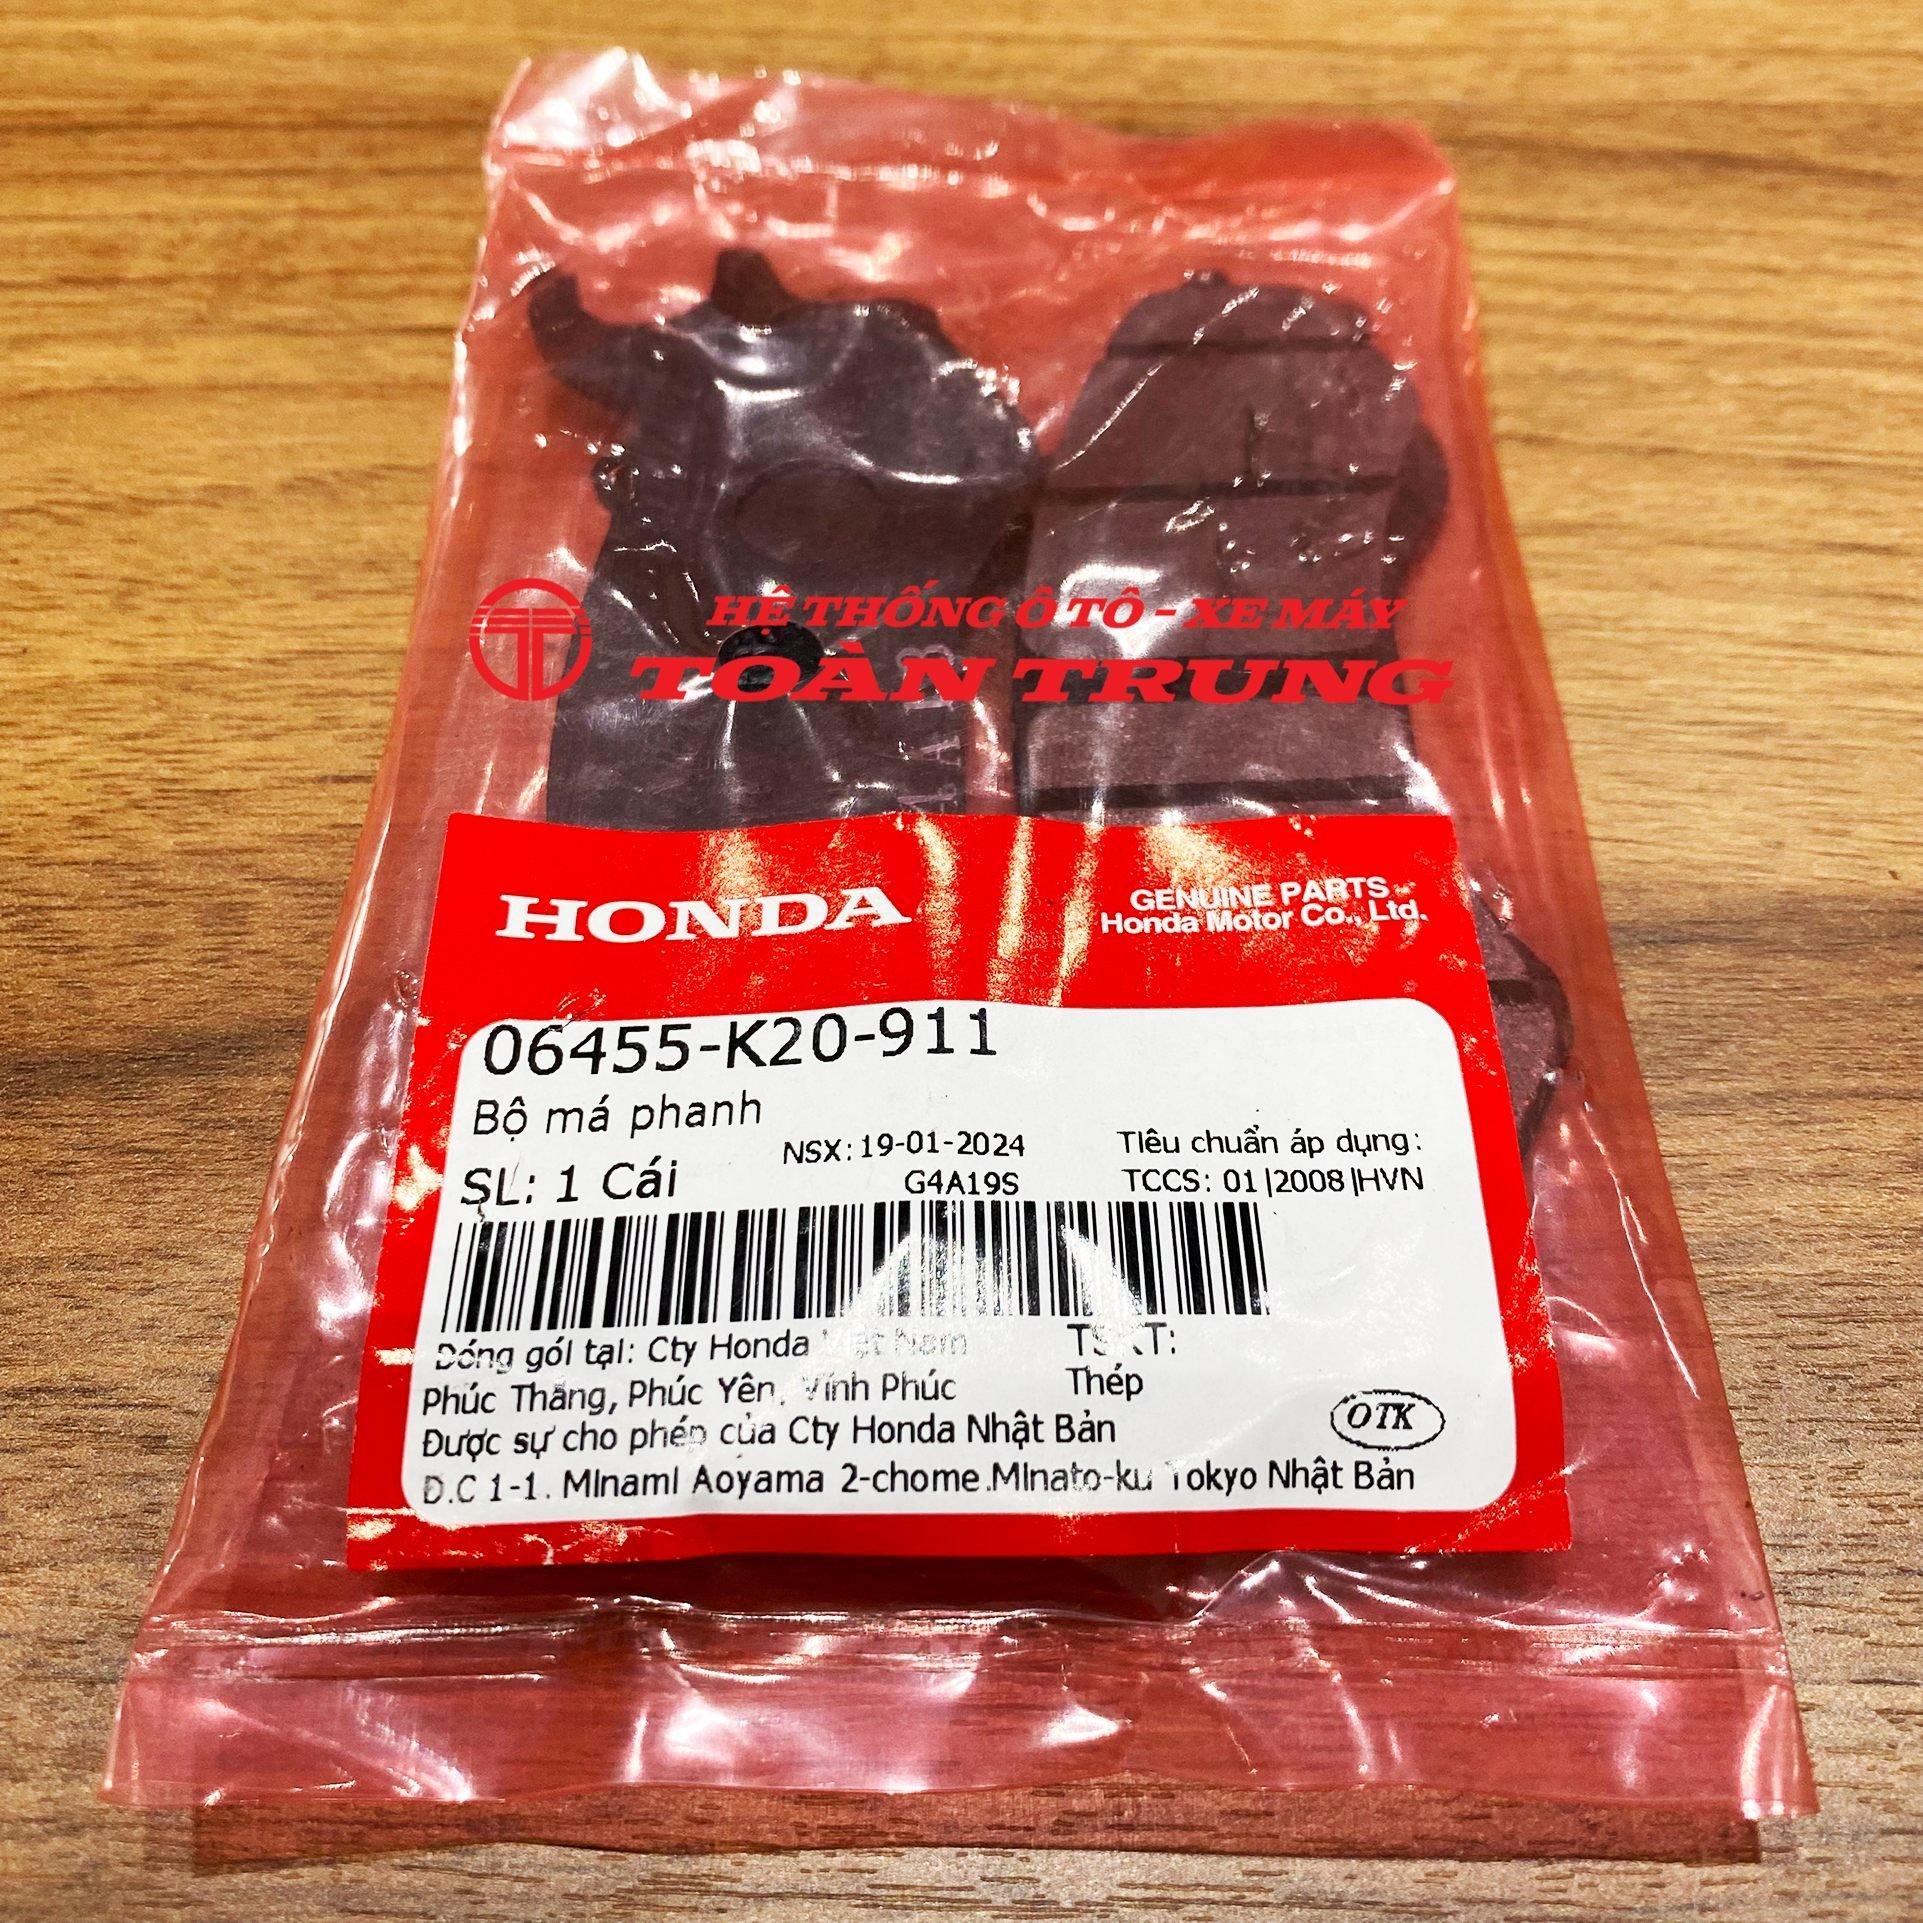 HỆ THỐNG Ô TÔ - XE MÁY
TOÀN TRUNG
HONDA
GENUINE PARTS
Honda Motor Co., Ltd.
06455-K20-911
Bộ má phanh
NSX: 19-01-2024
Tiêu chuẩn áp dụng:
SL: 1 Cái
G4A19S
TCCS: 01|2008|HVN
Đóng gói tại: Cty Honda Việt Nam
Phúc Thắng, Phúc Yên, Vĩnh Phúc
Thép
Được sự cho phép của Cty Honda Nhật Bản
OTK
Đ.C 1-1. Minami Aoyama 2-chome.Minato-ku Tokyo Nhật Bản